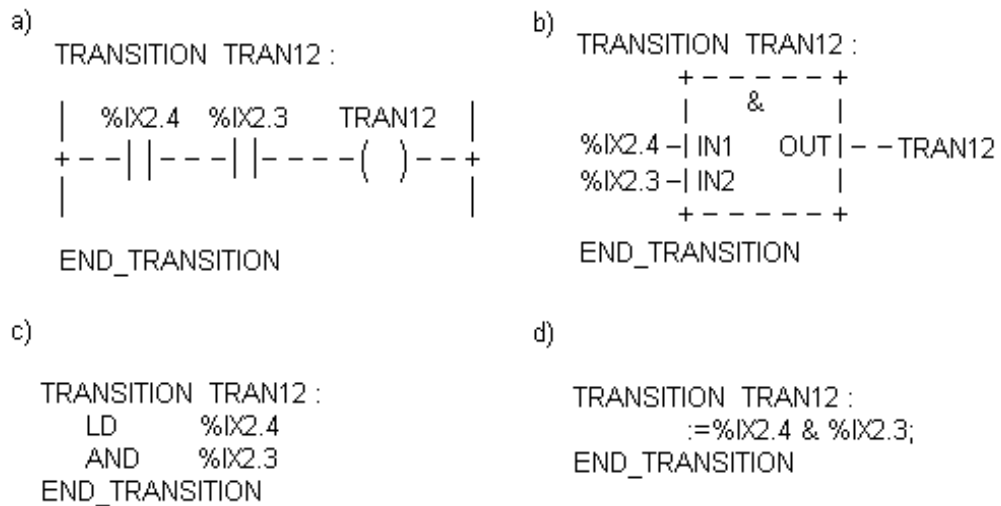 a)
TRANSITION TRAN12 :
%IX2.4 %IX2.3 TRAN12
( )
END_TRANSITION
b)
TRANSITION TRAN12 :
&
%IX2.4 IN1 OUT TRAN12
%IX2.3 IN2
END_TRANSITION
c)
TRANSITION TRAN12 :
LD %IX2.4
AND %IX2.3
END_TRANSITION
d)
TRANSITION TRAN12 :
:=%IX2.4 & %IX2.3;
END_TRANSITION